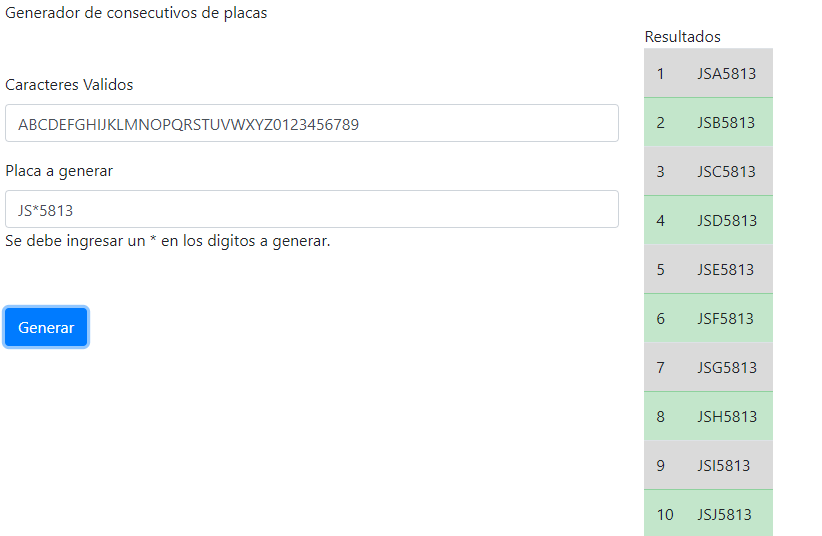 Generador de consecutivos de placas
Caracteres Validos
ABCDEFGHIJKLMNOPQRSTUVWXYZ0123456789
Placa a generar
JS*5813
Se debe ingresar un * en los digitos a generar.
Generar
Resultados
1 JSA5813
2 JSB5813
3 JSC5813
4 JSD5813
5 JSE5813
6 JSF5813
7 JSG5813
8 JSH5813
9 JSI5813
10 JSJ5813